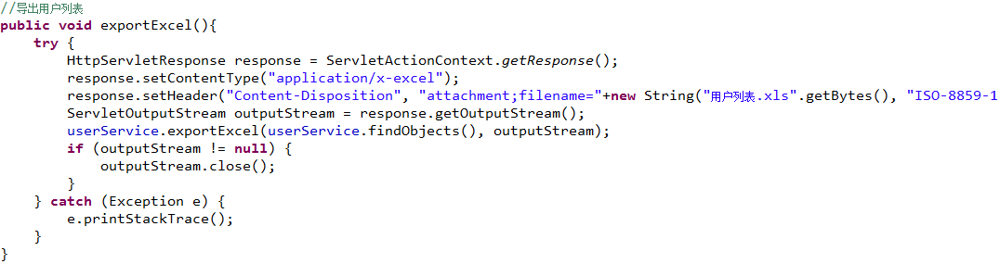 //导出用户列表
public void exportExcel(){
    try {
        HttpServletResponse response = ServletActionContext.getResponse();
        response.setContentType("application/x-excel");
        response.setHeader("Content-Disposition", "attachment;filename="+new String("用户列表.xls".getBytes(), "ISO-8859-1
        ServletOutputStream outputStream = response.getOutputStream();
        userService.exportExcel(userService.findObjects(), outputStream);
        if (outputStream != null) {
            outputStream.close();
        }
    } catch (Exception e) {
        e.printStackTrace();
    }
}